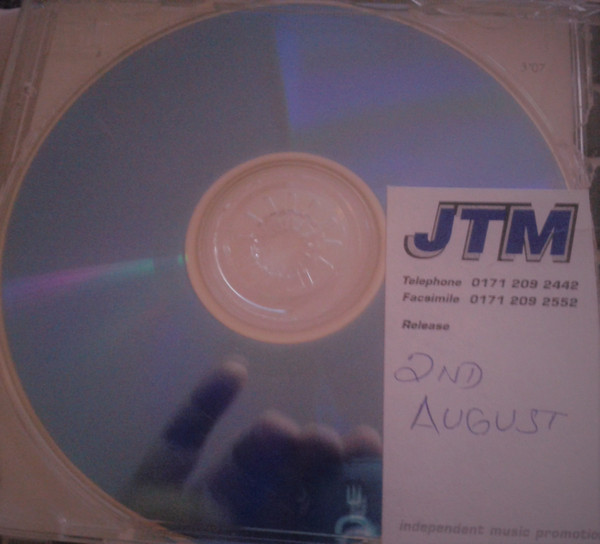 JTM
Telephone 0171 209 2442
Facsimile 0171 209 2552
Release
2ND
AUGUST
independent music promotio